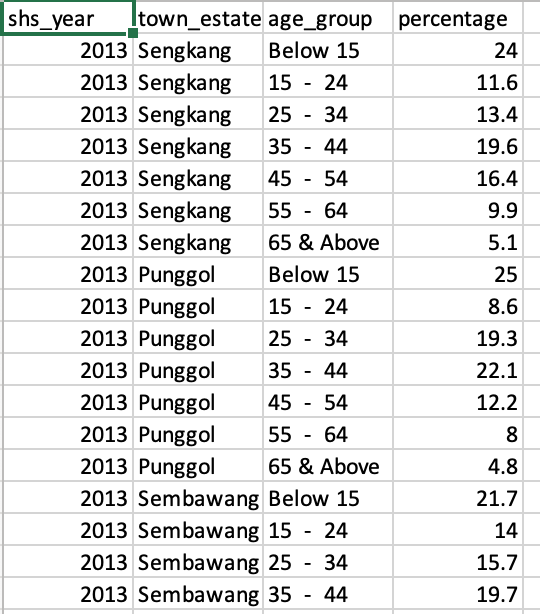 shs_year town_estate age_group percentage
2013 Sengkang Below 15 24
2013 Sengkang 15 - 24 11.6
2013 Sengkang 25 - 34 13.4
2013 Sengkang 35 - 44 19.6
2013 Sengkang 45 - 54 16.4
2013 Sengkang 55 - 64 9.9
2013 Sengkang 65 & Above 5.1
2013 Punggol Below 15 25
2013 Punggol 15 - 24 8.6
2013 Punggol 25 - 34 19.3
2013 Punggol 35 - 44 22.1
2013 Punggol 45 - 54 12.2
2013 Punggol 55 - 64 8
2013 Punggol 65 & Above 4.8
2013 Sembawang Below 15 21.7
2013 Sembawang 15 - 24 14
2013 Sembawang 25 - 34 15.7
2013 Sembawang 35 - 44 19.7